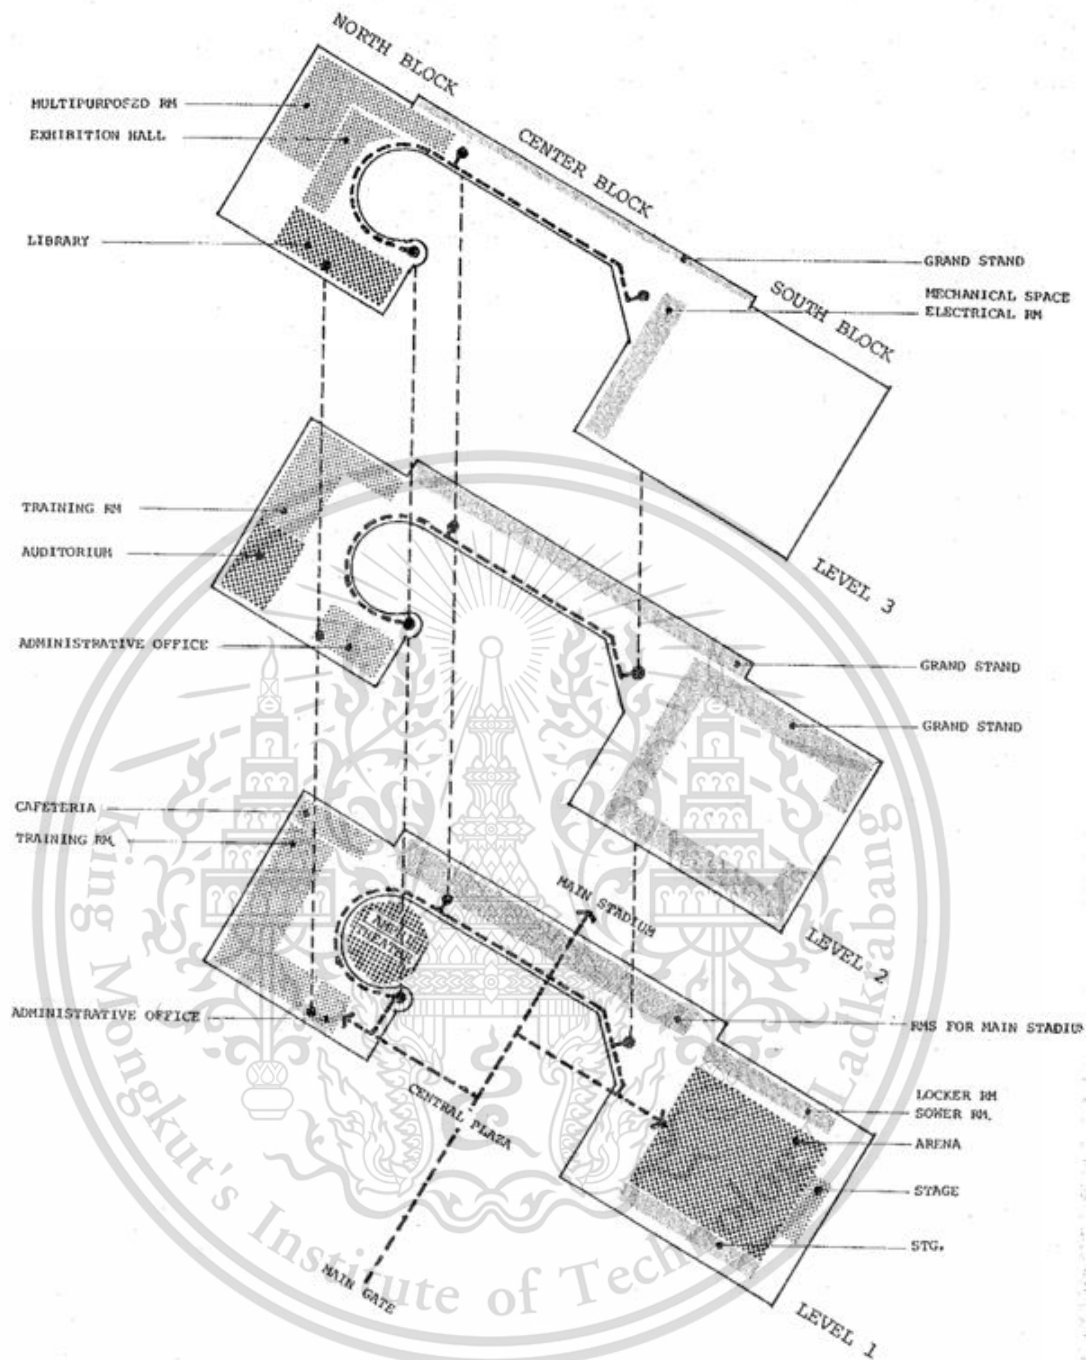 NORTH BLOCK
MULTIPURPOZED RM
EXHIBITION HALL
CENTER BLOCK
LIBRARY
GRAND STAND
SOUTH BLOCK
MECHANICAL SPACE
ELECTRICAL RM
LEVEL 3
TRAINING RM
AUDITORIUM
ADMINISTRATIVE OFFICE
GRAND STAND
GRAND STAND
LEVEL 2
CAFETERIA
TRAINING RM.
MAIN STADIUM
THEATRE
ADMINISTRATIVE OFFICE
RMS FOR MAIN STADIUM
CENTRAL PLAZA
LOCKER RM
SOWER RM.
ARENA
STAGE
STG.
MAIN GATE
LEVEL 1
King Mongkut's Institute of Technology Ladkrabang